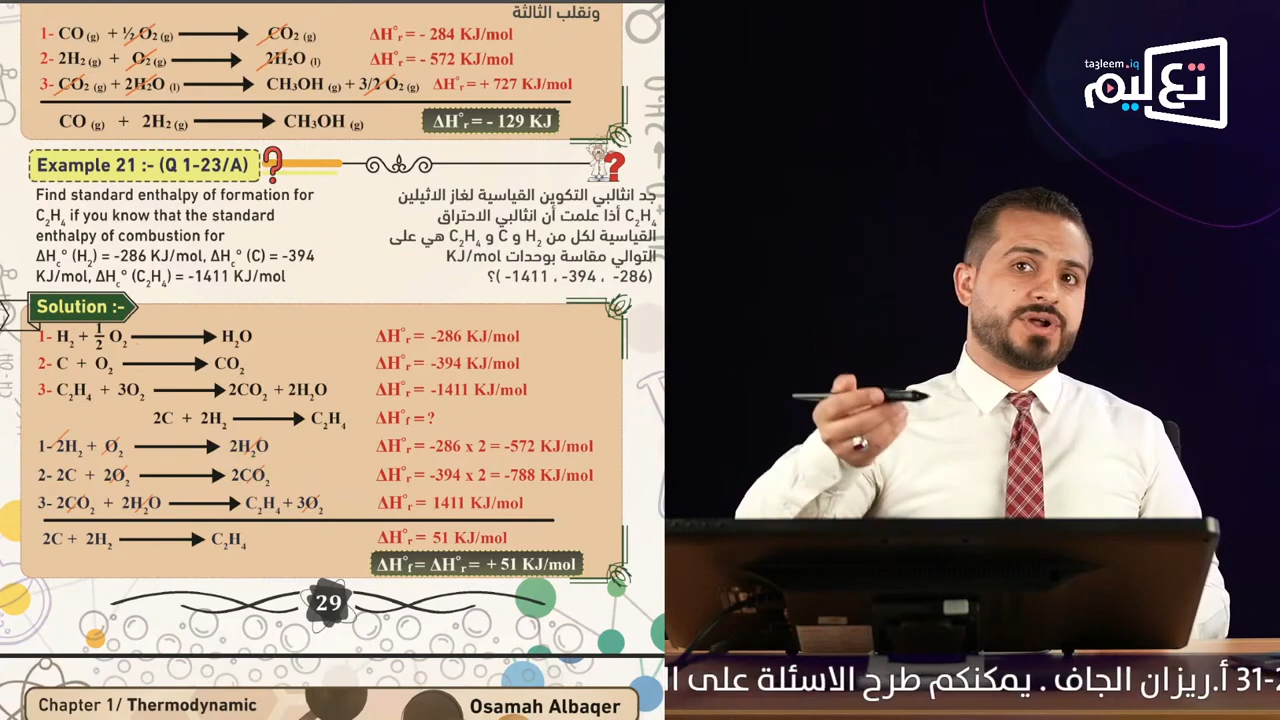 ونقلب الثالثة
1- CO (g) + ½ O₂ (g) ⟶ CO₂ (g) ΔH°r = - 284 KJ/mol
2- 2H₂ (g) + O₂ (g) ⟶ 2H₂O (l) ΔH°r = - 572 KJ/mol
3- CO₂ (g) + 2H₂O (l) ⟶ CH₃OH (g) + 3/2 O₂ (g) ΔH°r = + 727 KJ/mol
CO (g) + 2H₂ (g) ⟶ CH₃OH (g) ΔH°r = - 129 KJ
Example 21 :- (Q 1-23/A)
Find standard enthalpy of formation for
C₂H₄ if you know that the standard
enthalpy of combustion for
ΔHc° (H₂) = -286 KJ/mol, ΔHc° (C) = -394
KJ/mol, ΔHc° (C₂H₄) = -1411 KJ/mol
جد انثالبي التكوين القياسية لغاز الاثيلين
C₂H₄ أذا علمت أن انثالبي الاحتراق
القياسية لكل من H₂ و C و C₂H₄ هي على
التوالي مقاسة بوحدات KJ/mol
(286- ، 394- ، 1411- )؟
Solution :-
1- H₂ + 1/2 O₂ ⟶ H₂O ΔH°r = -286 KJ/mol
2- C + O₂ ⟶ CO₂ ΔH°r = -394 KJ/mol
3- C₂H₄ + 3O₂ ⟶ 2CO₂ + 2H₂O ΔH°r = -1411 KJ/mol
2C + 2H₂ ⟶ C₂H₄ ΔH°f = ?
1- 2H₂ + O₂ ⟶ 2H₂O ΔH°r = -286 x 2 = -572 KJ/mol
2- 2C + 2O₂ ⟶ 2CO₂ ΔH°r = -394 x 2 = -788 KJ/mol
3- 2CO₂ + 2H₂O ⟶ C₂H₄ + 3O₂ ΔH°r = 1411 KJ/mol
2C + 2H₂ ⟶ C₂H₄ ΔH°r = 51 KJ/mol
ΔH°f = ΔH°r = + 51 KJ/mol
29
Chapter 1/ Thermodynamic
Osamah Albaqer
ta3leem.iq
تعليم
أ.ريزان الجاف . يمكنكم طرح الاسئلة على